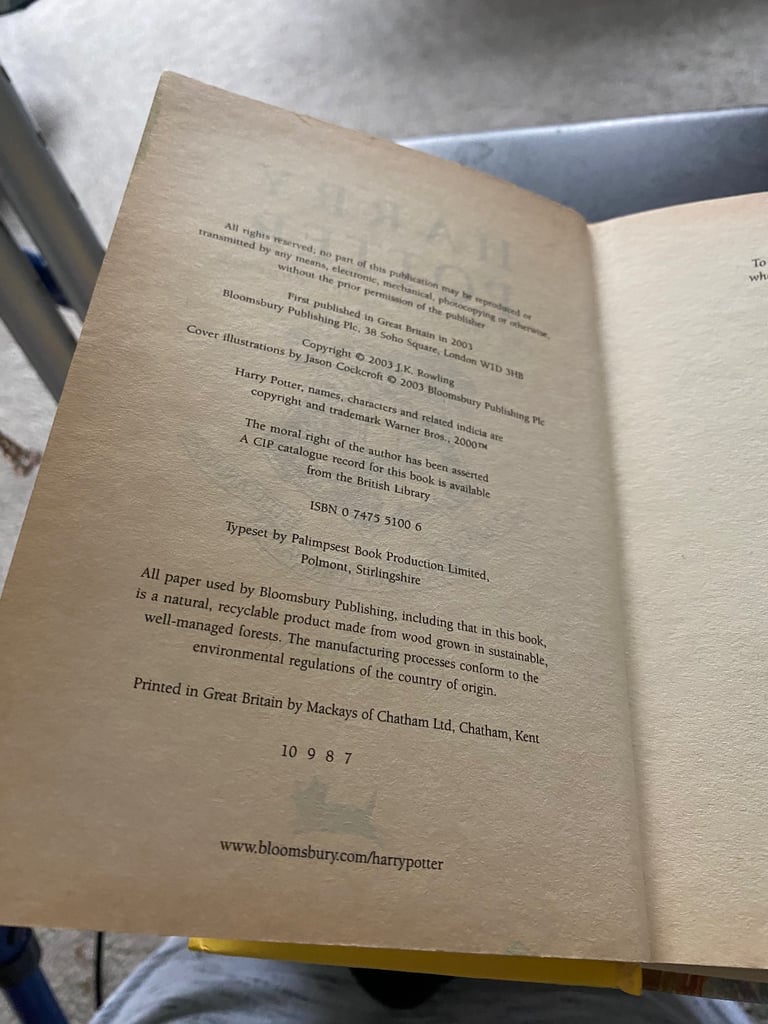 All rights reserved; no part of this publication may be reproduced or
transmitted by any means, electronic, mechanical, photocopying or otherwise,
without the prior permission of the publisher
First published in Great Britain in 2003
Bloomsbury Publishing Plc, 38 Soho Square, London W1D 3HB
Copyright © 2003 J.K. Rowling
Cover illustrations by Jason Cockcroft © 2003 Bloomsbury Publishing Plc
Harry Potter, names, characters and related indicia are
copyright and trademark Warner Bros., 2000™
The moral right of the author has been asserted
A CIP catalogue record for this book is available
from the British Library
ISBN 0 7475 5100 6
Typeset by Palimpsest Book Production Limited,
Polmont, Stirlingshire
All paper used by Bloomsbury Publishing, including that in this book,
is a natural, recyclable product made from wood grown in sustainable,
well-managed forests. The manufacturing processes conform to the
environmental regulations of the country of origin.
Printed in Great Britain by Mackays of Chatham Ltd, Chatham, Kent
10 9 8 7
www.bloomsbury.com/harrypotter
To